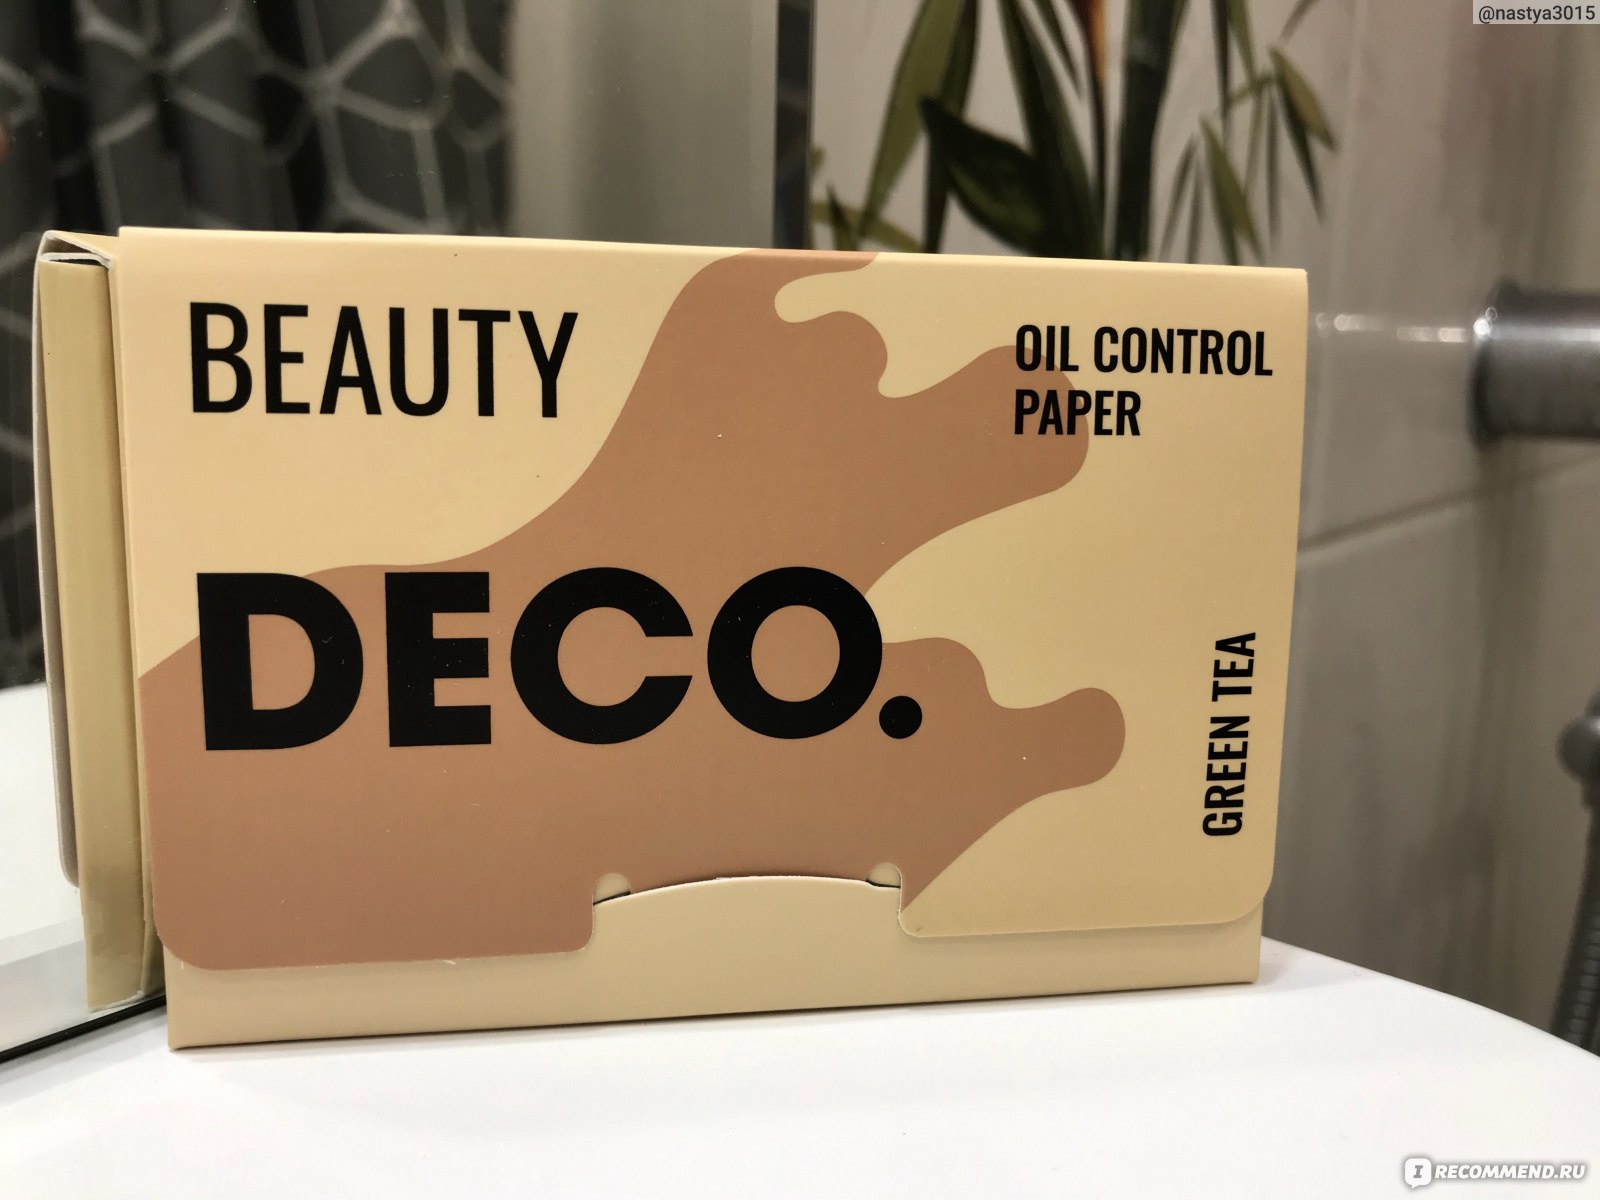 @nastya3015
BEAUTY
OIL CONTROL
PAPER
DECO.
GREEN TEA
I RECOMMEND.RU